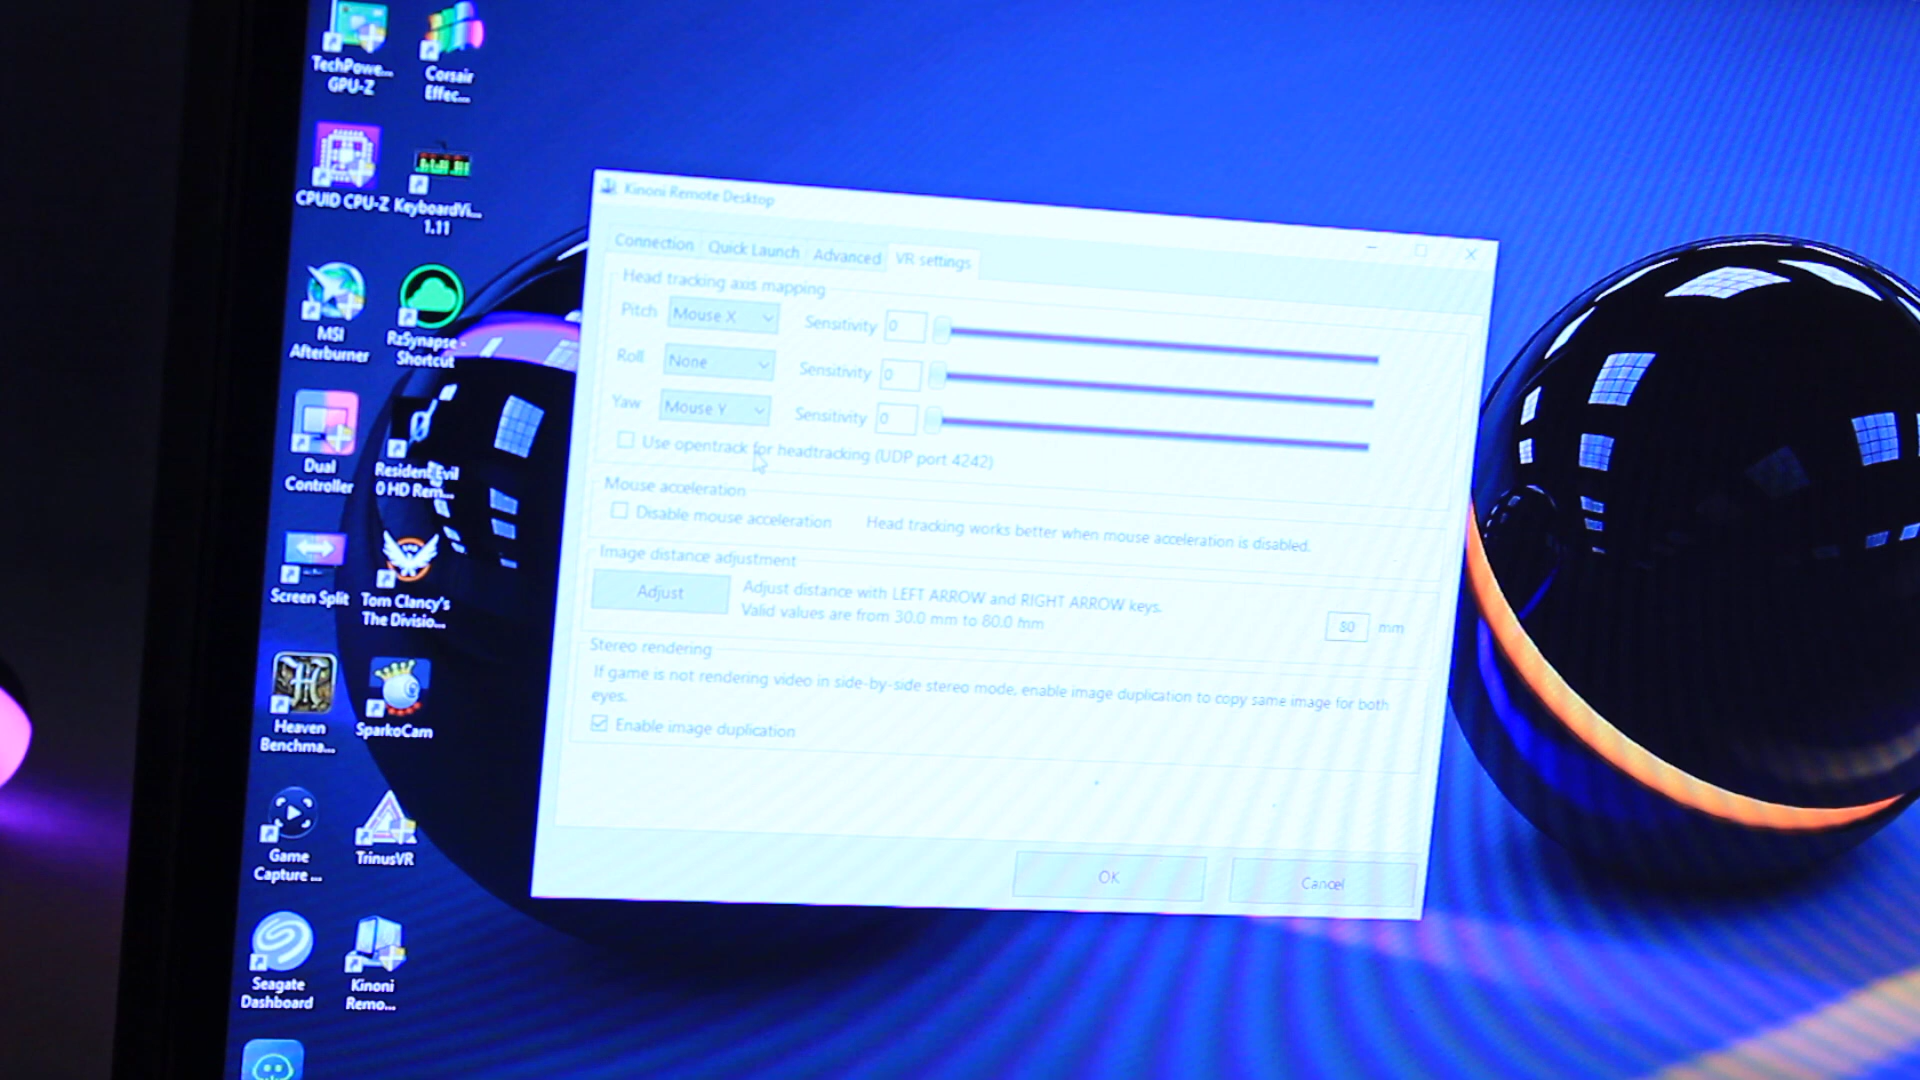 TechPowe...
GPU-Z
Corsair
Effec...
CPUID CPU-Z
KeyboardVi...
1.11
MSI
Afterburner
RzSynapse -
Shortcut
Dual
Controller
Resident Evil
0 HD Rem...
Screen Split
Tom Clancy's
The Divisio...
Heaven
Benchma...
SparkoCam
Game
Capture ...
TrinusVR
Seagate
Dashboard
Kinoni
Remo...
Kinoni Remote Desktop
Connection Quick Launch Advanced VR settings
Head tracking axis mapping
Pitch Mouse X Sensitivity 0
Roll None Sensitivity 0
Yaw Mouse Y Sensitivity 0
Use opentrack for headtracking (UDP port 4242)
Mouse acceleration
Disable mouse acceleration Head tracking works better when mouse acceleration is disabled.
Image distance adjustment
Adjust
Adjust distance with LEFT ARROW and RIGHT ARROW keys.
Valid values are from 30.0 mm to 80.0 mm
80 mm
Stereo rendering
If game is not rendering video in side-by-side stereo mode, enable image duplication to copy same image for both
eyes.
Enable image duplication
OK Cancel